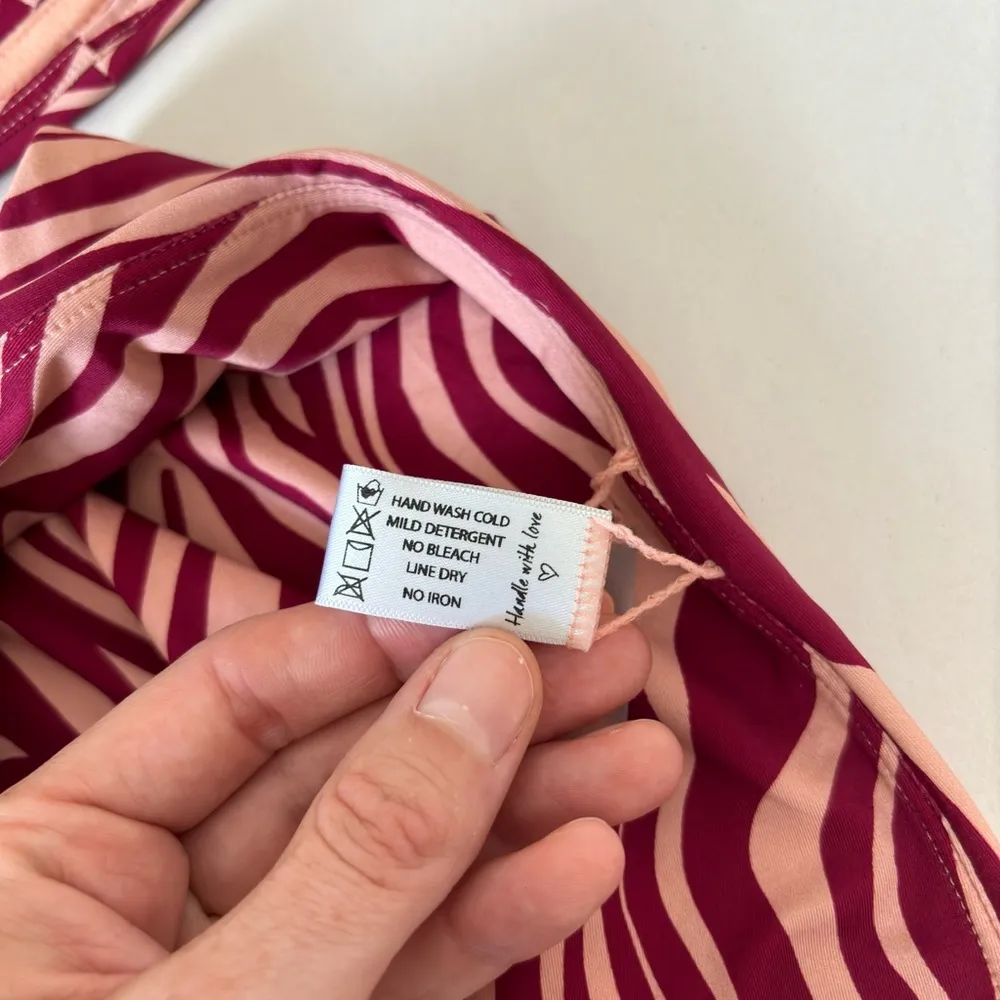 HAND WASH COLD
MILD DETERGENT
NO BLEACH
LINE DRY
NO IRON
Handle with love